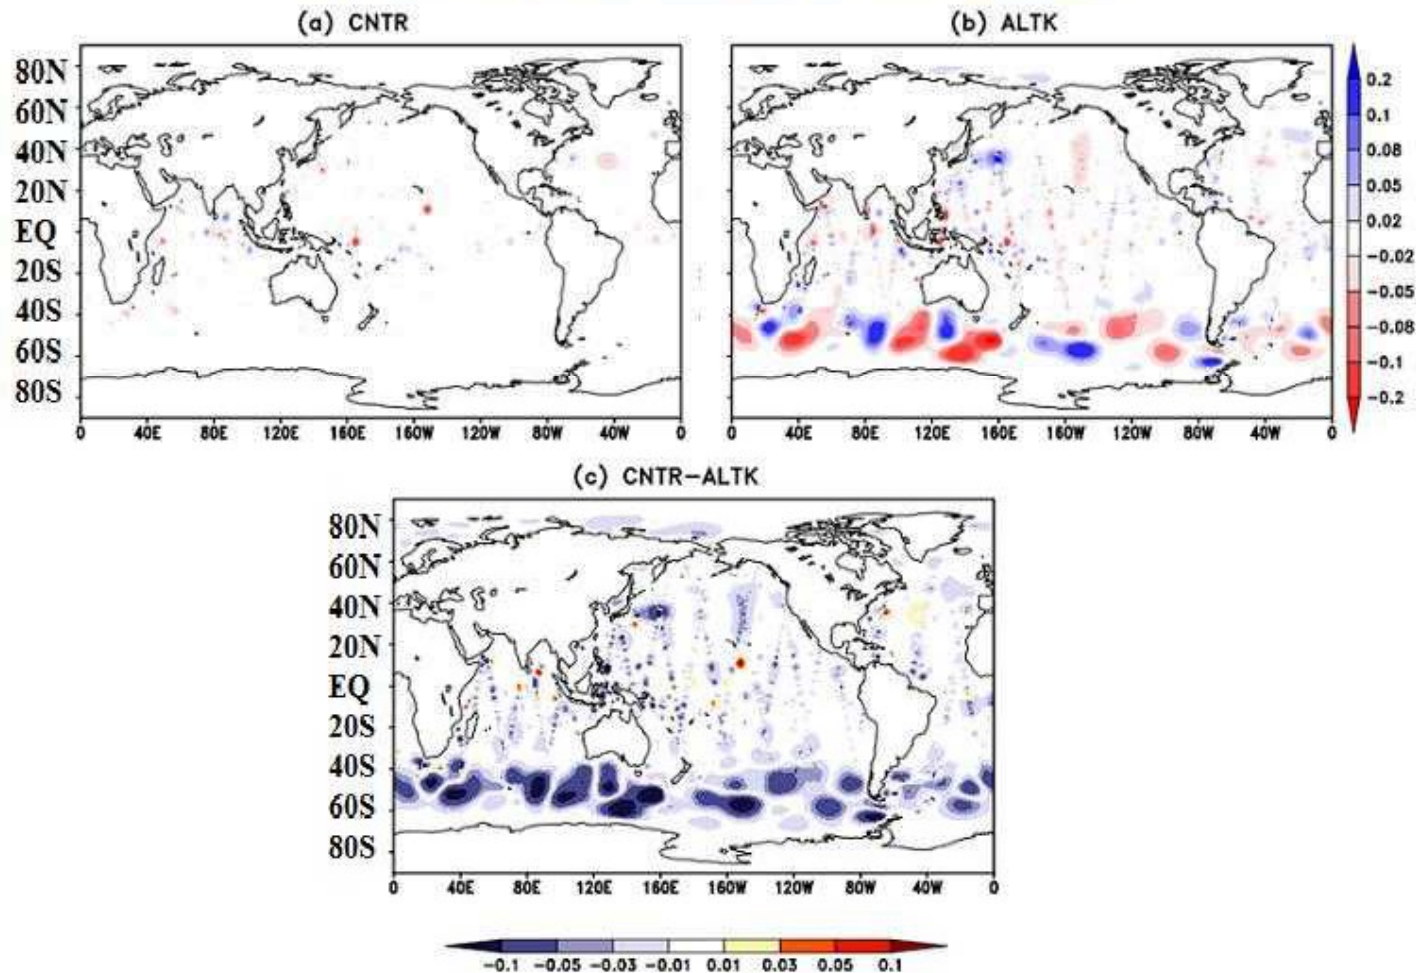 (a) CNTR
(b) ALTK
80N
60N
40N
20N
EQ
20S
40S
60S
80S
0 40E 80E 120E 160E 160W 120W 80W 40W 0
0 40E 80E 120E 160E 160W 120W 80W 40W 0
0.2
0.1
0.08
0.05
0.02
-0.02
-0.05
-0.08
-0.1
-0.2
(c) CNTR-ALTK
80N
60N
40N
20N
EQ
20S
40S
60S
80S
0 40E 80E 120E 160E 160W 120W 80W 40W 0
-0.1 -0.05 -0.03 -0.01 0.01 0.03 0.05 0.1